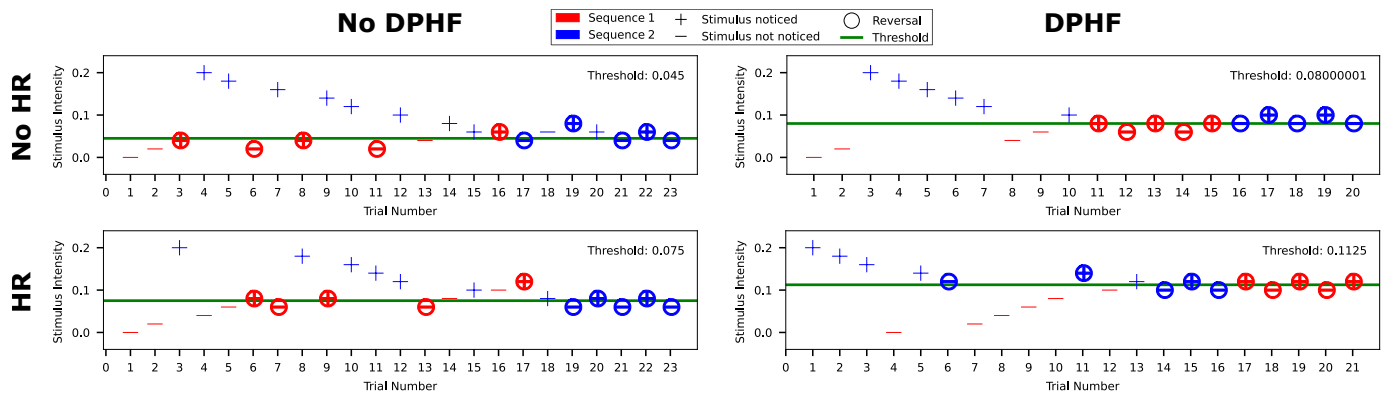 No DPHF
DPHF
Sequence 1
Sequence 2
Stimulus noticed
Stimulus not noticed
Reversal
Threshold
No HR
Stimulus Intensity
0.2
0.1
0.0
Threshold: 0.045
0 1 2 3 4 5 6 7 8 9 10 11 12 13 14 15 16 17 18 19 20 21 22 23
Trial Number
Stimulus Intensity
0.2
0.1
0.0
Threshold: 0.08000001
1 2 3 4 5 6 7 8 9 10 11 12 13 14 15 16 17 18 19 20
Trial Number
HR
Stimulus Intensity
0.2
0.1
0.0
Threshold: 0.075
0 1 2 3 4 5 6 7 8 9 10 11 12 13 14 15 16 17 18 19 20 21 22 23
Trial Number
Stimulus Intensity
0.2
0.1
0.0
Threshold: 0.1125
0 1 2 3 4 5 6 7 8 9 10 11 12 13 14 15 16 17 18 19 20 21
Trial Number